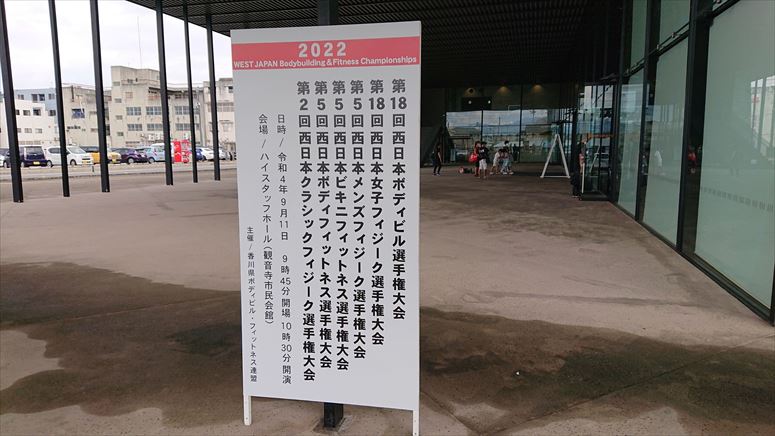 2022
WEST JAPAN Bodybuilding & Fitness Championships
第18回西日本ボディビル選手権大会
第18回西日本女子フィジーク選手権大会
第5回西日本メンズフィジーク選手権大会
第5回西日本ビキニフィットネス選手権大会
第5回西日本ボディフィットネス選手権大会
第2回西日本クラシックフィジーク選手権大会
日時/令和4年9月11日 9時45分開場 10時30分開演
会場/ハイスタッフホール(観音寺市民会館)
主催/香川県ボディビル・フィットネス連盟